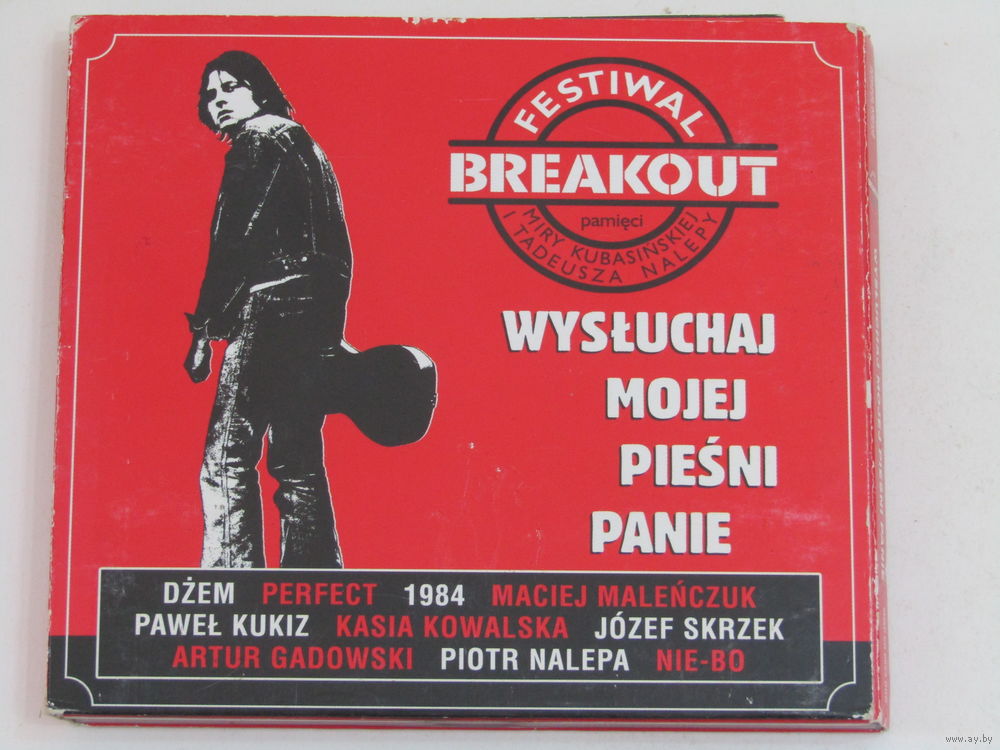 FESTIWAL
BREAKOUT
pamięci
MIRY KUBASIŃSKIEJ
I TADEUSZA NALEPY
WYSŁUCHAJ
MOJEJ
PIEŚNI
PANIE
DŻEM PERFECT 1984 MACIEJ MALEŃCZUK
PAWEŁ KUKIZ KASIA KOWALSKA JÓZEF SKRZEK
ARTUR GADOWSKI PIOTR NALEPA NIE-BO
www.ay.by